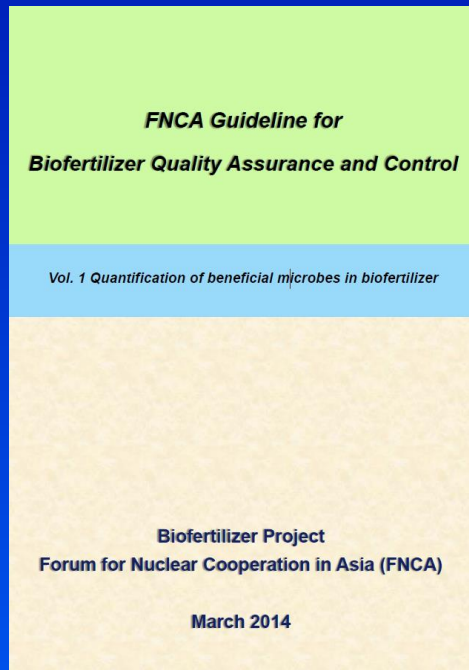 FNCA Guideline for
Biofertilizer Quality Assurance and Control
Vol. 1 Quantification of beneficial microbes in biofertilizer
Biofertilizer Project
Forum for Nuclear Cooperation in Asia (FNCA)
March 2014